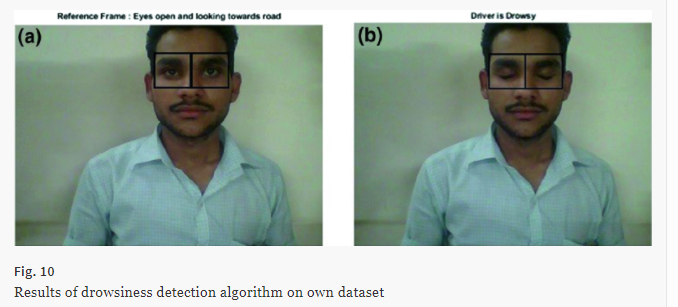 Reference Frame : Eyes open and looking towards road
Driver is Drowsy
(a)
(b)
Fig. 10
Results of drowsiness detection algorithm on own dataset